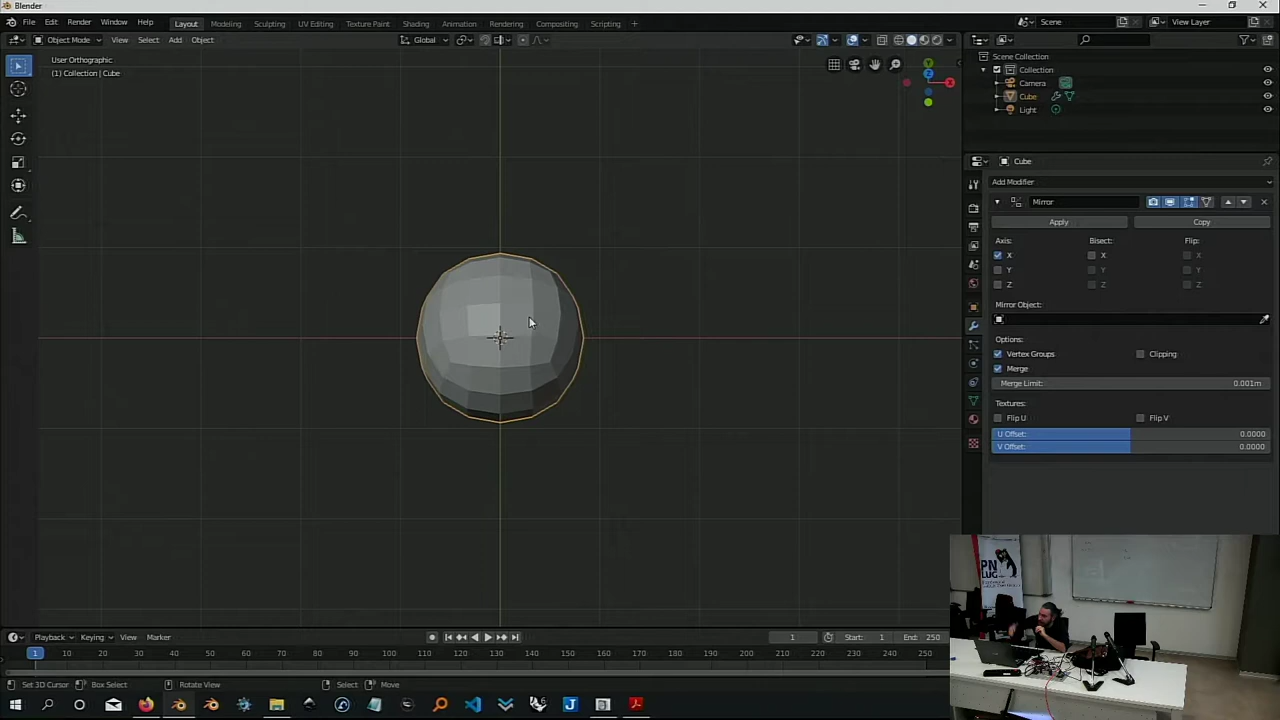 Blender
File Edit Render Window Help Layout Modeling Sculpting UV Editing Texture Paint Shading Animation Rendering Compositing Scripting + Scene View Layer
Object Mode View Select Add Object Global
User Orthographic
(1) Collection | Cube
Scene Collection
Collection
Camera
Cube
Light
Cube
Add Modifier
Mirror
Apply Copy
Axis: Bisect: Flip:
X X X
Y Y Y
Z Z Z
Mirror Object:
Options:
Vertex Groups Clipping
Merge
Merge Limit: 0.001m
Textures:
Flip U Flip V
U Offset: 0.0000
V Offset: 0.0000
PN
LUG
Playback Keying View Marker 1 Start: 1 End: 250
1 10 20 30 40 50 60 70 80 90 100 110 120 130 140 150 160 170 180 190 200 210 220 230 240 250
Set 3D Cursor Box Select Rotate View Select Move